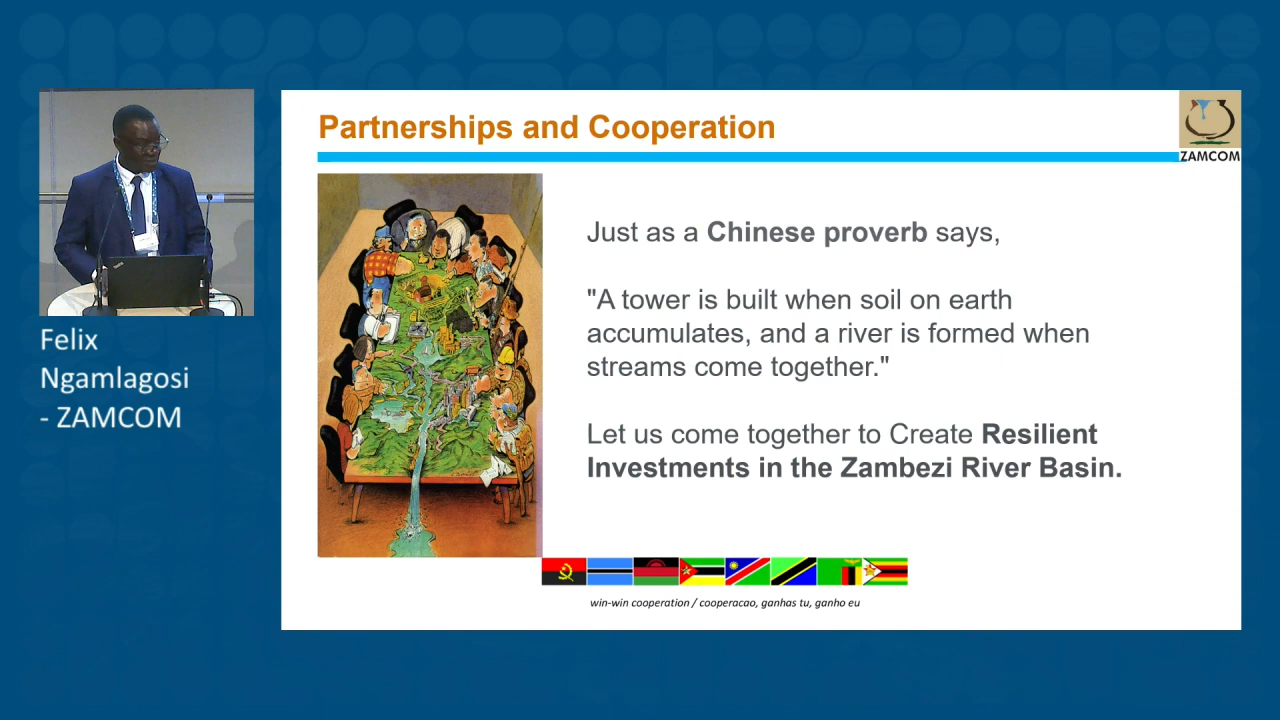 Partnerships and Cooperation
ZAMCOM
Just as a Chinese proverb says,
"A tower is built when soil on earth
accumulates, and a river is formed when
streams come together."
Let us come together to Create Resilient
Investments in the Zambezi River Basin.
win-win cooperation / cooperacao, ganhas tu, ganho eu
Felix
Ngamlagosi
- ZAMCOM